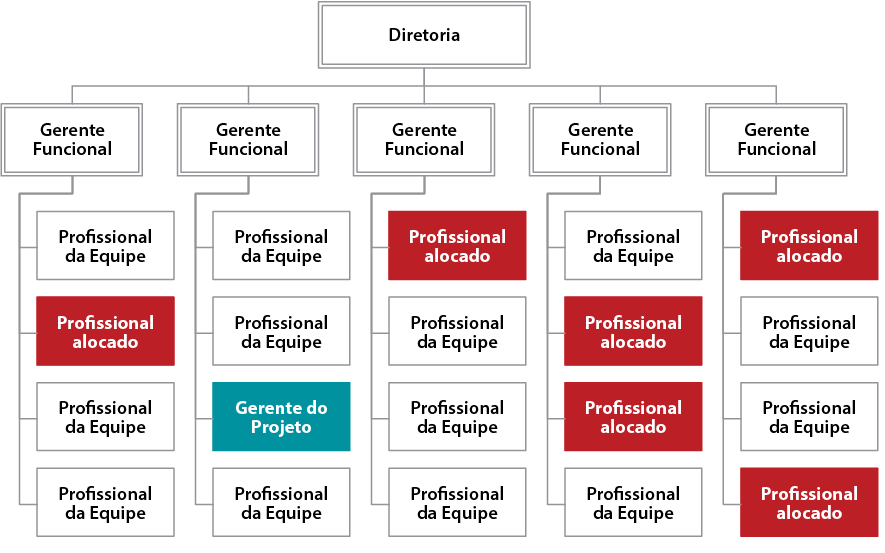 Diretoria
Gerente
Funcional
Gerente
Funcional
Gerente
Funcional
Gerente
Funcional
Gerente
Funcional
Profissional
da Equipe
Profissional
alocado
Profissional
da Equipe
Profissional
da Equipe
Profissional
da Equipe
Profissional
da Equipe
Gerente do
Projeto
Profissional
da Equipe
Profissional
alocado
Profissional
da Equipe
Profissional
da Equipe
Profissional
da Equipe
Profissional
da Equipe
Profissional
alocado
Profissional
alocado
Profissional
da Equipe
Profissional
alocado
Profissional
da Equipe
Profissional
da Equipe
Profissional
alocado